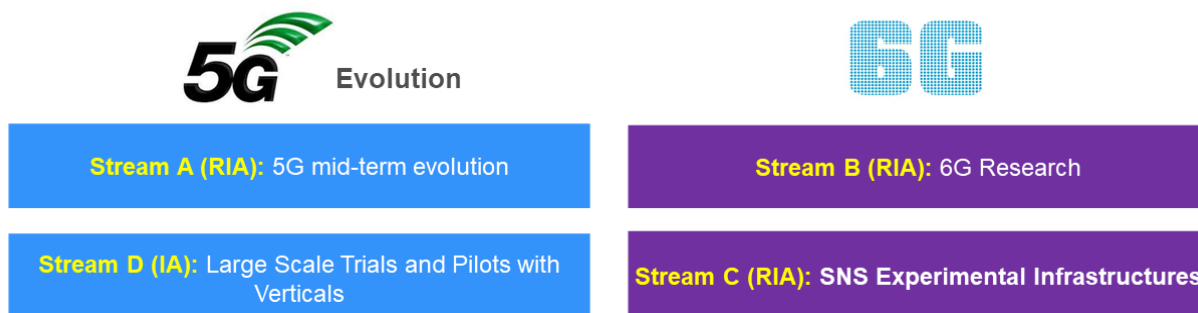 5G Evolution
6G
Stream A (RIA): 5G mid-term evolution
Stream B (RIA): 6G Research
Stream D (IA): Large Scale Trials and Pilots with
Verticals
Stream C (RIA): SNS Experimental Infrastructures